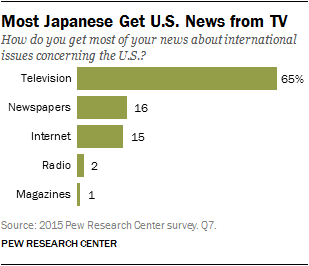 Most Japanese Get U.S. News from TV
How do you get most of your news about international
issues concerning the U.S.?
Television 65%
Newspapers 16
Internet 15
Radio 2
Magazines 1
Source: 2015 Pew Research Center survey. Q7.
PEW RESEARCH CENTER